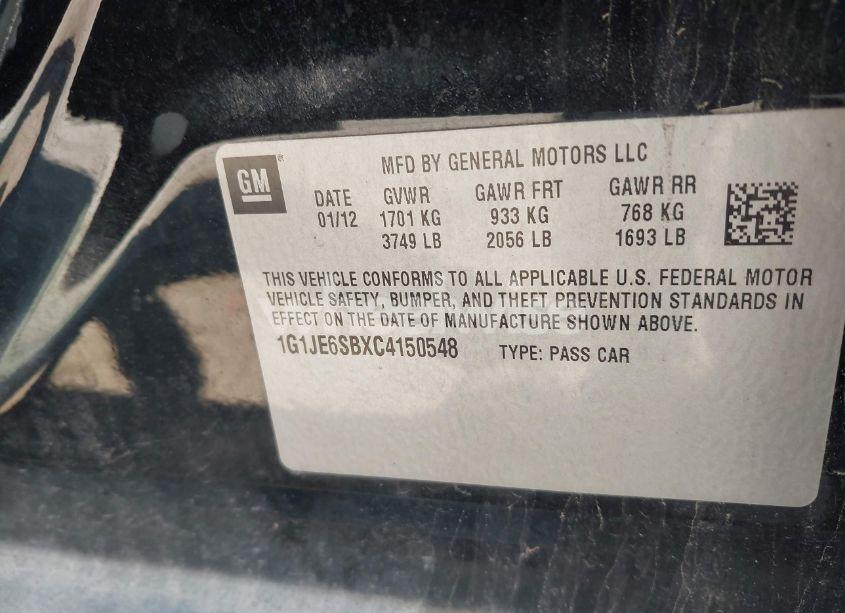 GM
MFD BY GENERAL MOTORS LLC
DATE GVWR GAWR FRT GAWR RR
01/12 1701 KG 933 KG 768 KG
3749 LB 2056 LB 1693 LB
THIS VEHICLE CONFORMS TO ALL APPLICABLE U.S. FEDERAL MOTOR
VEHICLE SAFETY, BUMPER, AND THEFT PREVENTION STANDARDS IN
EFFECT ON THE DATE OF MANUFACTURE SHOWN ABOVE.
1G1JE6SBXC4150548 TYPE: PASS CAR